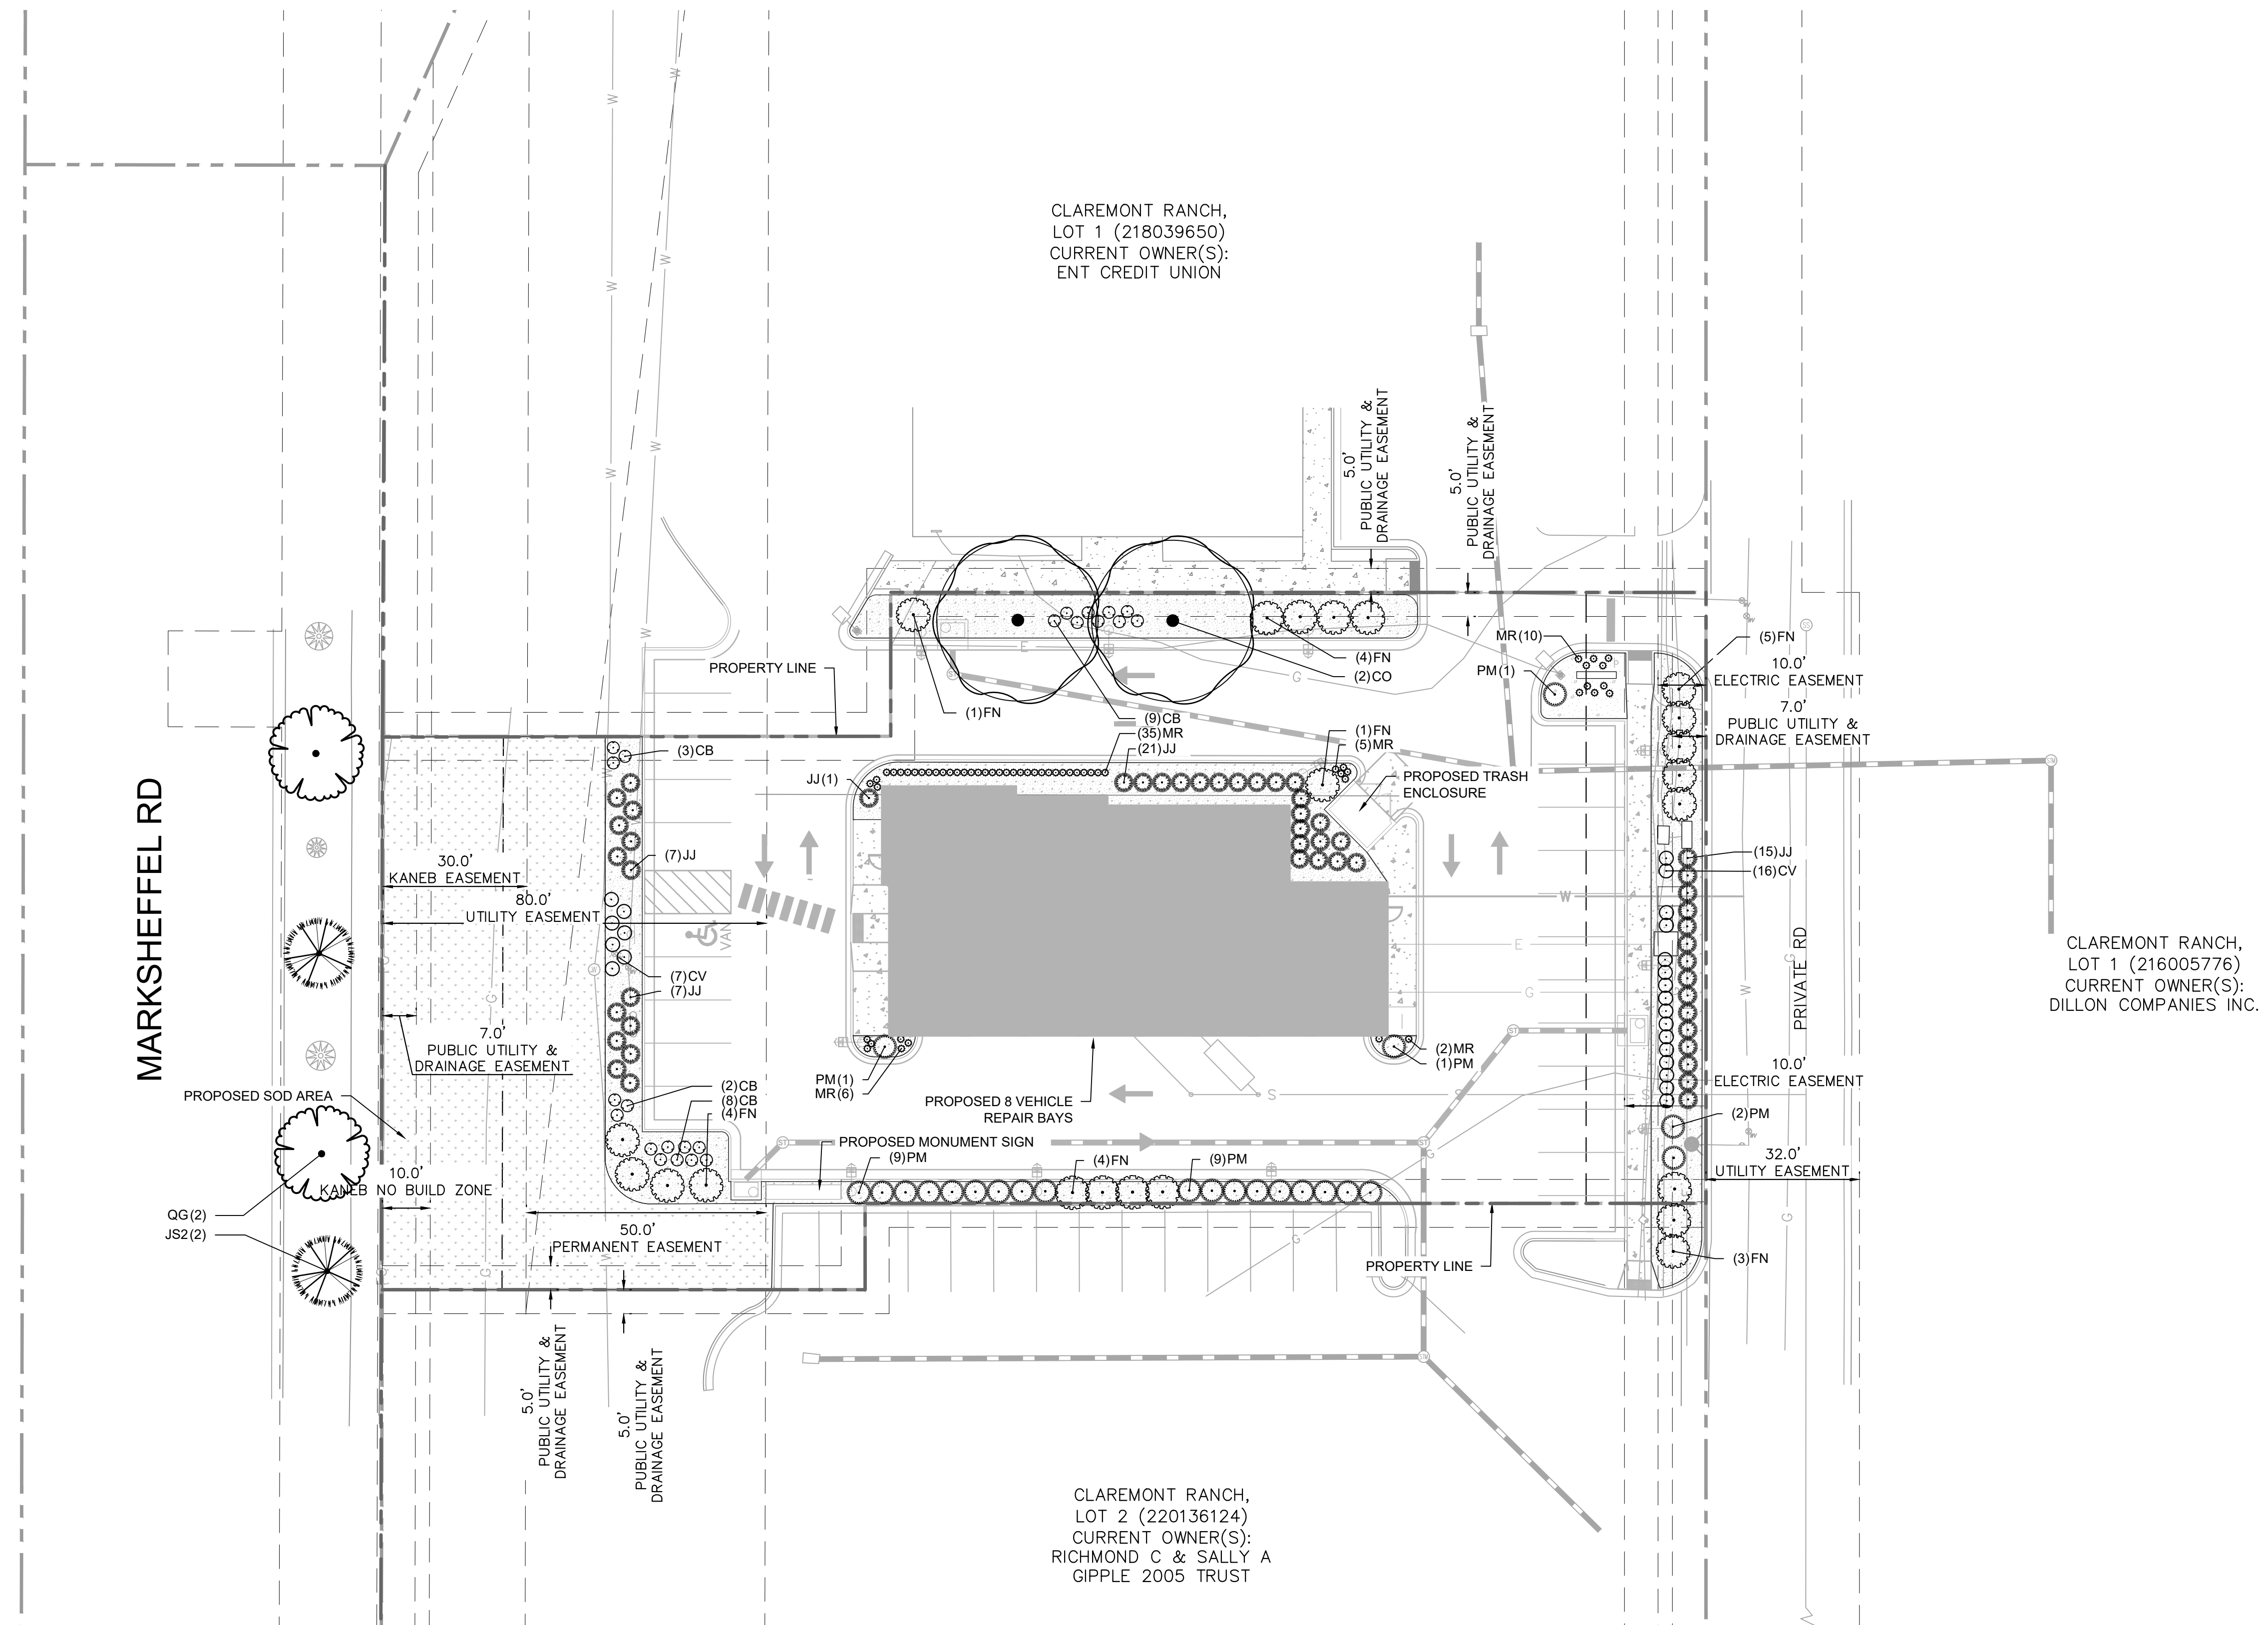 CLAREMONT RANCH,
LOT 1 (218039650)
CURRENT OWNER(S):
ENT CREDIT UNION
5.0'
PUBLIC UTILITY &
DRAINAGE EASEMENT
5.0'
PUBLIC UTILITY &
DRAINAGE EASEMENT
PROPERTY LINE
(1)FN
(4)FN
(2)CO
(9)CB
(35)MR
(21)JJ
(1)FN
(5)MR
MR(10)
PM(1)
(5)FN
10.0'
ELECTRIC EASEMENT
7.0'
PUBLIC UTILITY &
DRAINAGE EASEMENT
(3)CB
JJ(1)
PROPOSED TRASH
ENCLOSURE
(7)JJ
30.0'
KANEB EASEMENT
80.0'
UTILITY EASEMENT
VAN
(15)JJ
(16)CV
MARKSHEFFEL RD
PRIVATE RD
CLAREMONT RANCH,
LOT 1 (216005776)
CURRENT OWNER(S):
DILLON COMPANIES INC.
(7)CV
(7)JJ
7.0'
PUBLIC UTILITY &
DRAINAGE EASEMENT
PROPOSED SOD AREA
(2)CB
(8)CB
(4)FN
PM(1)
MR(6)
PROPOSED 8 VEHICLE
REPAIR BAYS
(2)MR
(1)PM
10.0'
ELECTRIC EASEMENT
(2)PM
PROPOSED MONUMENT SIGN
(9)PM
(4)FN
(9)PM
32.0'
UTILITY EASEMENT
10.0'
KANEB NO BUILD ZONE
QG(2)
JS2(2)
50.0'
PERMANENT EASEMENT
PROPERTY LINE
(3)FN
5.0'
PUBLIC UTILITY &
DRAINAGE EASEMENT
5.0'
PUBLIC UTILITY &
DRAINAGE EASEMENT
CLAREMONT RANCH,
LOT 2 (220136124)
CURRENT OWNER(S):
RICHMOND C & SALLY A
GIPPLE 2005 TRUST